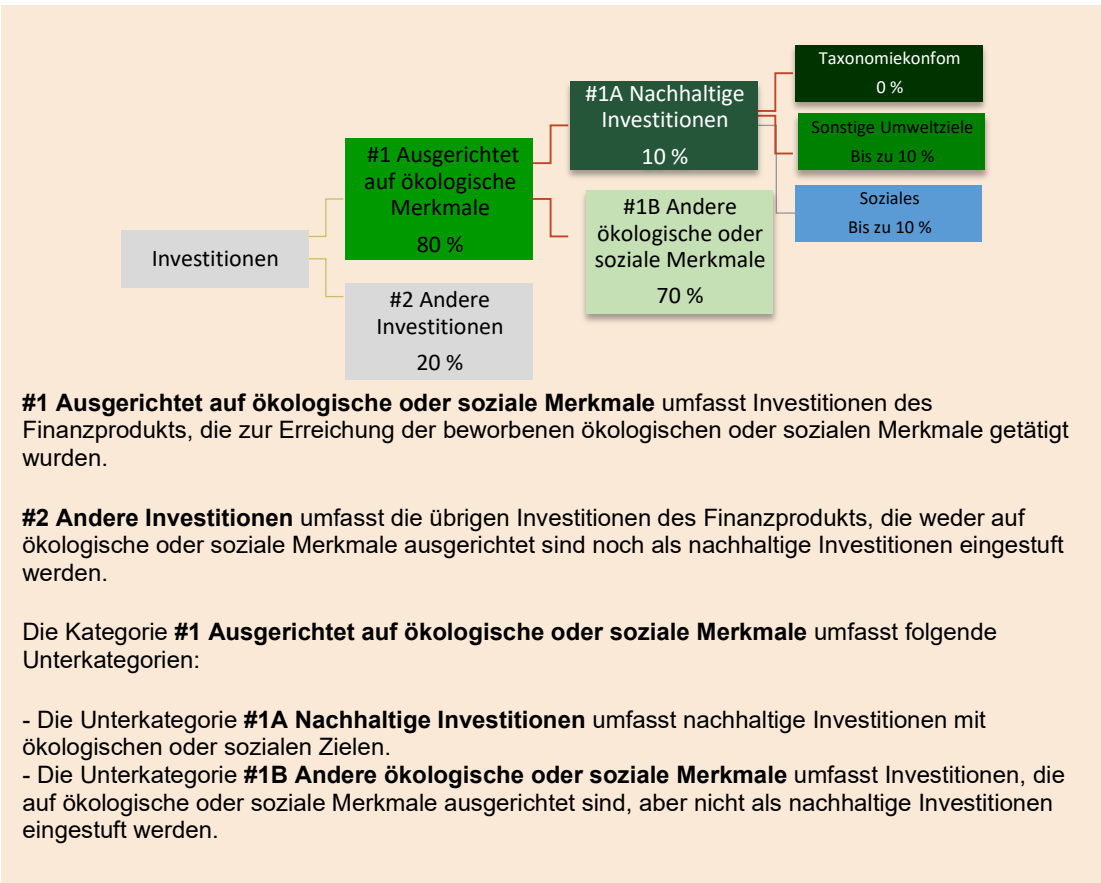 Taxonomiekonfom
0 %
#1A Nachhaltige
Investitionen
10 %
Sonstige Umweltziele
Bis zu 10 %
#1 Ausgerichtet
auf ökologische
Merkmale
80 %
Soziales
Bis zu 10 %
#1B Andere
ökologische oder
soziale Merkmale
70 %
Investitionen
#2 Andere
Investitionen
20 %
#1 Ausgerichtet auf ökologische oder soziale Merkmale umfasst Investitionen des
Finanzprodukts, die zur Erreichung der beworbenen ökologischen oder sozialen Merkmale getätigt
wurden.
#2 Andere Investitionen umfasst die übrigen Investitionen des Finanzprodukts, die weder auf
ökologische oder soziale Merkmale ausgerichtet sind noch als nachhaltige Investitionen eingestuft
werden.
Die Kategorie #1 Ausgerichtet auf ökologische oder soziale Merkmale umfasst folgende
Unterkategorien:
- Die Unterkategorie #1A Nachhaltige Investitionen umfasst nachhaltige Investitionen mit
ökologischen oder sozialen Zielen.
- Die Unterkategorie #1B Andere ökologische oder soziale Merkmale umfasst Investitionen, die
auf ökologische oder soziale Merkmale ausgerichtet sind, aber nicht als nachhaltige Investitionen
eingestuft werden.